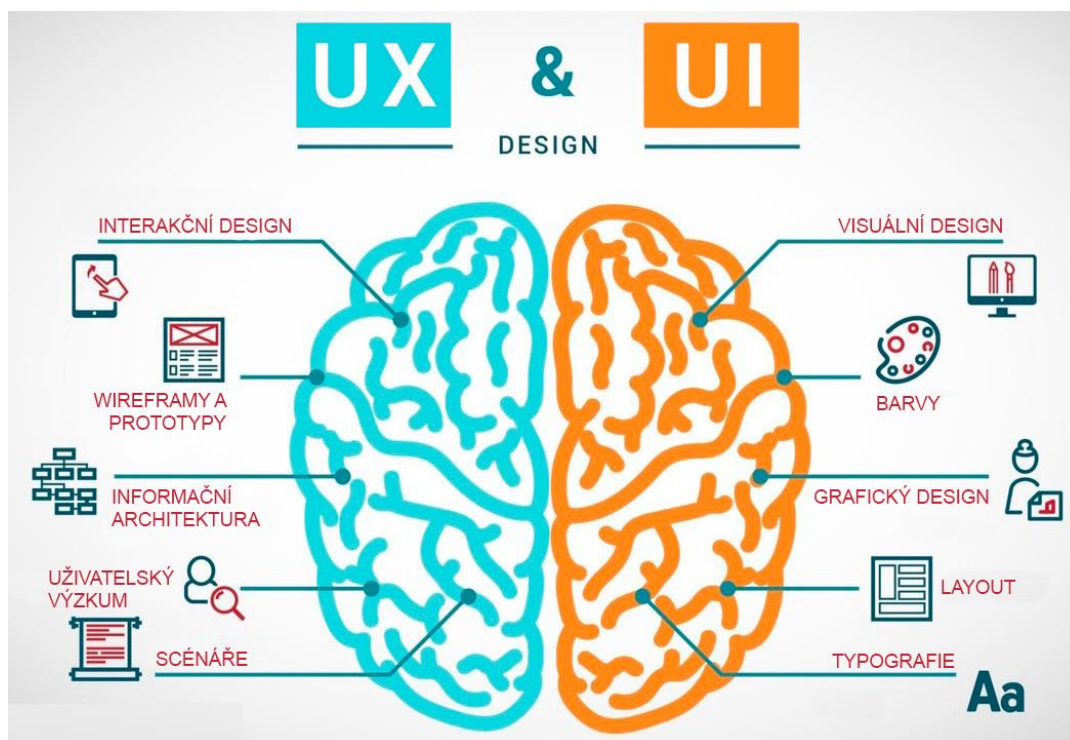 UX & UI
DESIGN
INTERAKČNÍ DESIGN
WIREFRAMY A
PROTOTYPY
INFORMAČNÍ
ARCHITEKTURA
UŽIVATELSKÝ
VÝZKUM
SCÉNÁŘE
VISUÁLNÍ DESIGN
BARVY
GRAFICKÝ DESIGN
LAYOUT
TYPOGRAFIE
Aa